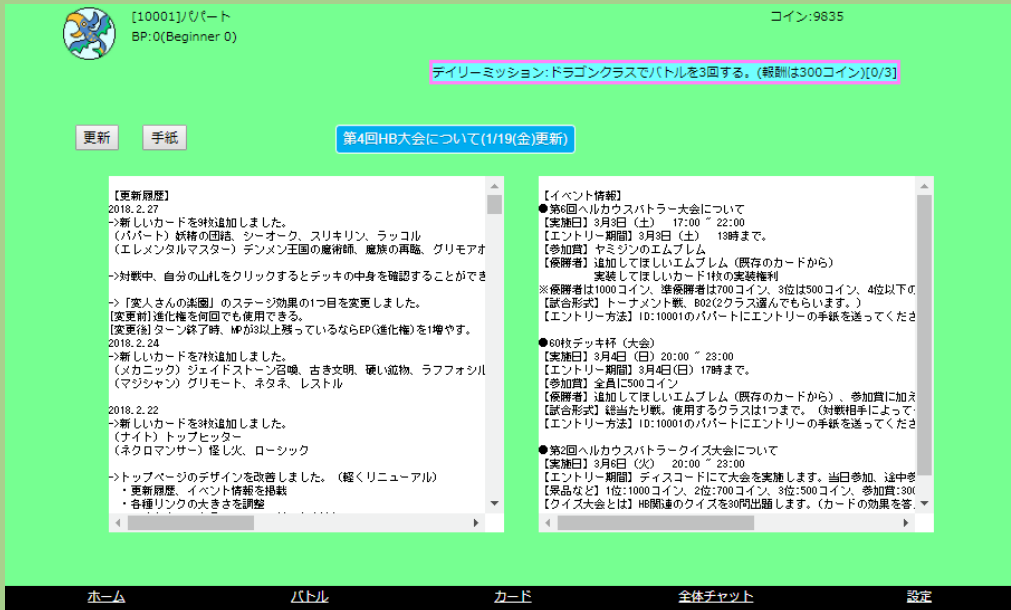 [10001]パパート
コイン:9835
BP:0(Beginner 0)
デイリーミッション:ドラゴンクラスでバトルを3回する。(報酬は300コイン)[0/3]
更新
手紙
第4回HB大会について(1/19(金)更新)
【更新履歴】
2018.2.27
->新しいカードを9枚追加しました。
（パパート）妖椿の団結、シーオーク、スリキリン、ラッコル
（エレメンタルマスター）デンメン王国の魔術師、魔族の再臨、グリモアオ
->対戦中、自分の山札をクリックするとデッキの中身を確認することができ
->「変人さんの楽園」のステージ効果の1つ目を変更しました。
[変更前]進化権を何回でも使用できる。
[変更後]ターン終了時、MPが3以上残っているならEP(進化権)を1増やす。
2018.2.24
->新しいカードを7枚追加しました。
（メカニック）ジェイドストーン召喚、古き文明、硬い鉱物、ラフフォシル
（マジシャン）グリモート、ネタネ、レストル
2018.2.22
->新しいカードを3枚追加しました。
（ナイト）トップヒッター
（ネクロマンサー）怪し火、ローシック
->トップページのデザインを改善しました。（軽くリニューアル）
・更新履歴、イベント情報を掲載
・各種リンクの大きさを調整
【イベント情報】
●第6回ヘルカウスバトラー大会について
【実施日】3月3日（土） 17:00~22:00
【エントリー期間】3月3日（土） 13時まで。
【参加賞】ヤミジンのエムブレム
【優勝者】追加してほしいエムブレム（既存のカードから）
実装してほしいカード1枚の実装権利
※優勝者は1000コイン、準優勝者は700コイン、3位は500コイン、4位以下の
【試合形式】トーナメント戦、BO2(2クラス選んでもらいます。)
【エントリー方法】ID:10001のパパートにエントリーの手紙を送ってくださ
●60枚デッキ杯（大会）
【実施日】3月4日（日）20:00~23:00
【エントリー期間】3月4日(日）17時まで。
【参加賞】全員に500コイン
【優勝者】追加してほしいエムブレム（既存のカードから）、参加賞に加え
【試合形式】総当たり戦。使用するクラスは1つまで。（対戦相手によって
【エントリー方法】ID:10001のパパートにエントリーの手紙を送ってくださ
●第2回ヘルカウスバトラークイズ大会について
【実施日】3月6日（火） 20:00~23:00
【エントリー期間】ディスコードにて大会を実施します。当日参加、途中参
【景品など】1位:1000コイン、2位:700コイン、3位:500コイン、参加賞:300
【クイズ大会とは】HB関連のクイズを30問出題します。（カードの効果を答
ホーム
バトル
カード
全体チャット
設定